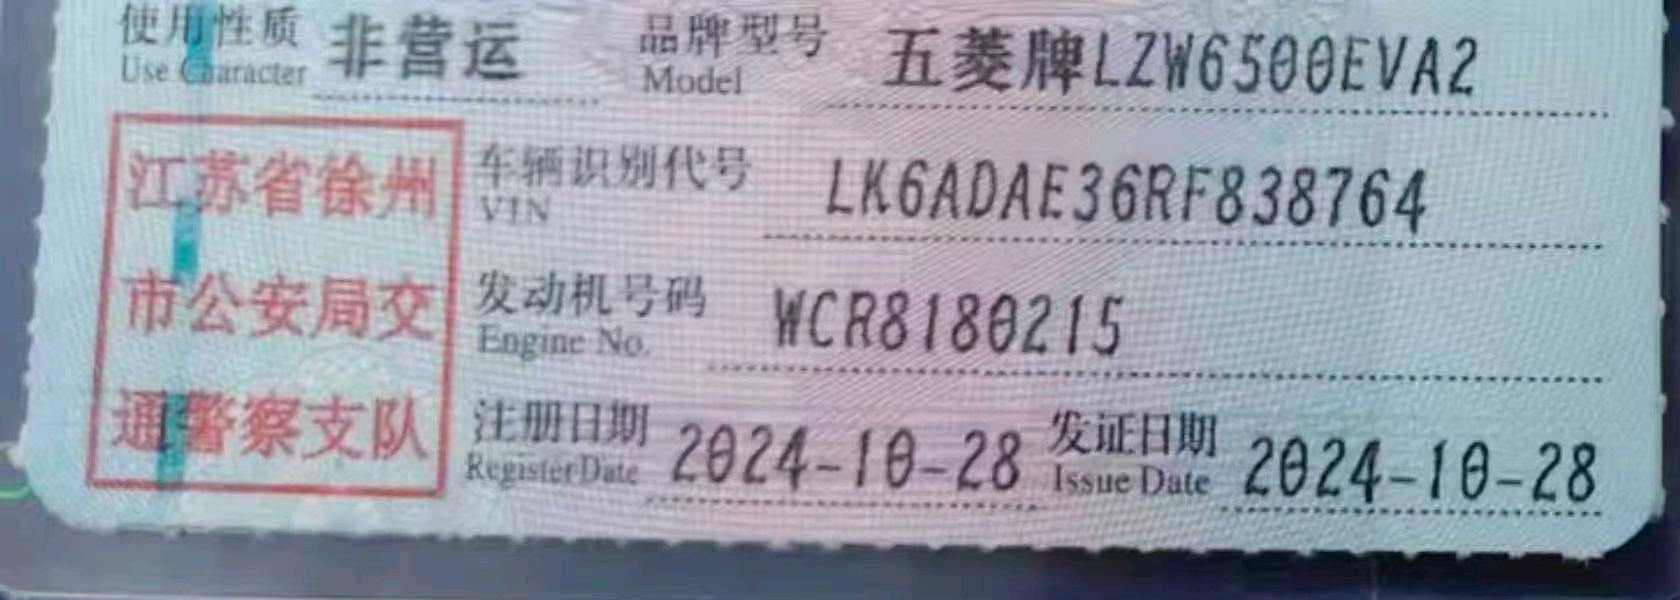 使用性质 非营运 品牌型号 五菱牌LZW6500EVA2
Use Character Model
江苏省徐州 车辆识别代号 LK6ADAE36RF838764
VIN
市公安局交 发动机号码 WCR8180215
Engine No.
通警察支队 注册日期 2024-10-28 发证日期 2024-10-28
Register Date Issue Date